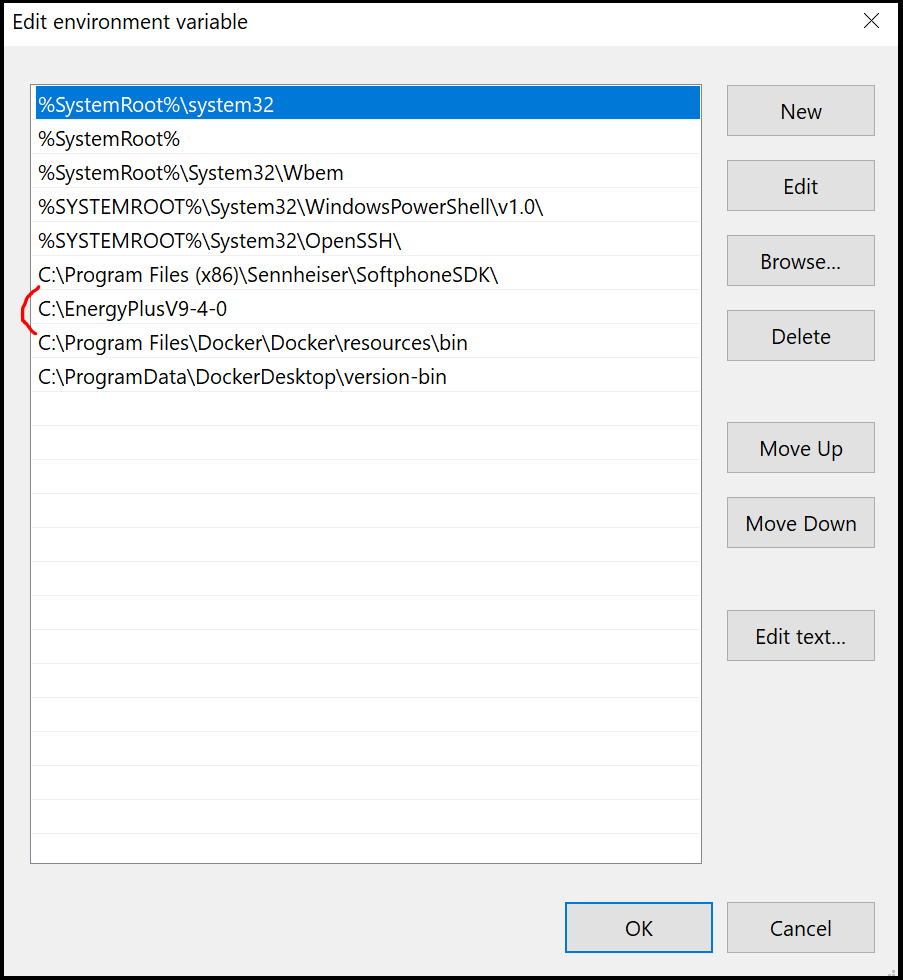 Edit environment variable
%SystemRoot%\system32
New
%SystemRoot%
%SystemRoot%\System32\Wbem
Edit
%SYSTEMROOT%\System32\WindowsPowerShell\v1.0\
%SYSTEMROOT%\System32\OpenSSH\
Browse...
C:\Program Files (x86)\Sennheiser\SoftphoneSDK\
C:\EnergyPlusV9-4-0
Delete
C:\Program Files\Docker\Docker\resources\bin
C:\ProgramData\DockerDesktop\version-bin
Move Up
Move Down
Edit text...
OK
Cancel